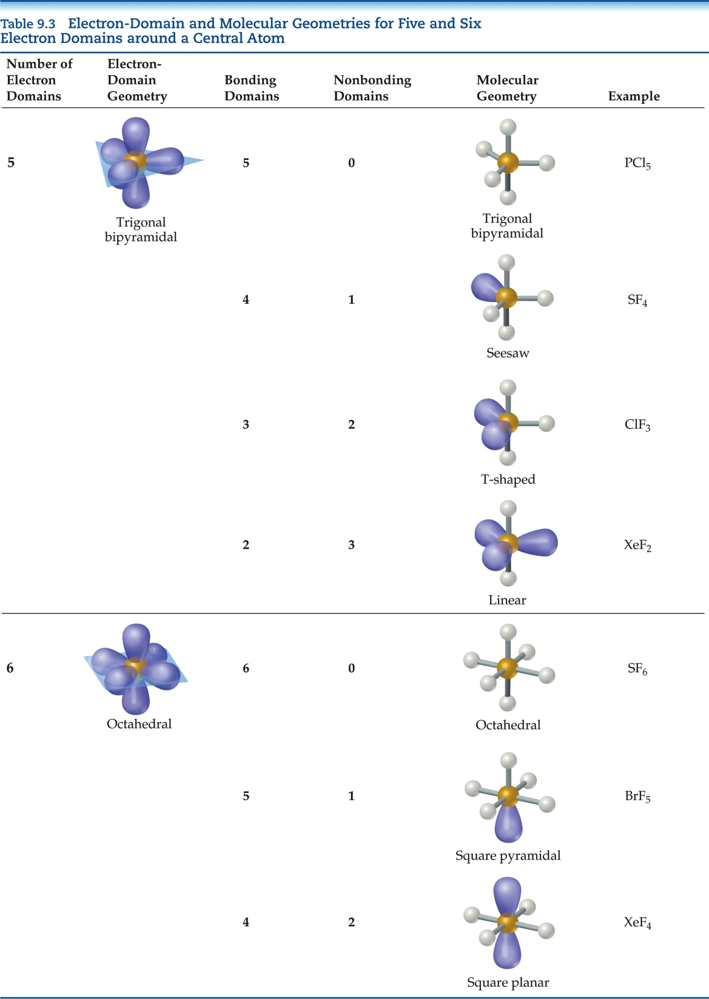 Table 9.3 Electron-Domain and Molecular Geometries for Five and Six
Electron Domains around a Central Atom
Number of Electron Domains
Electron-Domain Geometry
Bonding Domains
Nonbonding Domains
Molecular Geometry
Example
5
Trigonal
bipyramidal
5
0
Trigonal
bipyramidal
PCl₅
4
1
Seesaw
SF₄
3
2
T-shaped
ClF₃
2
3
Linear
XeF₂
6
Octahedral
6
0
Octahedral
SF₆
5
1
Square pyramidal
BrF₅
4
2
Square planar
XeF₄